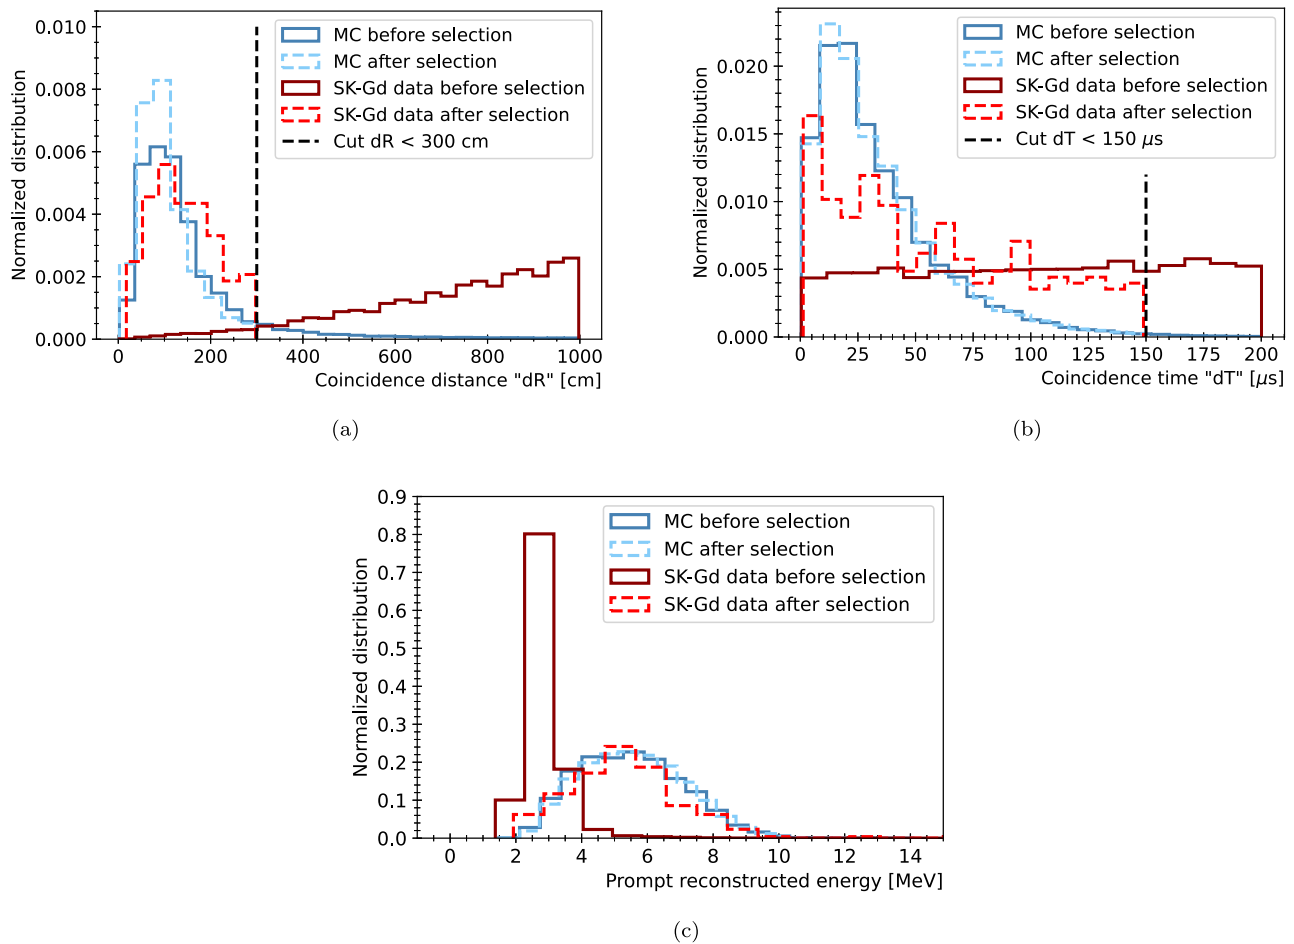 0.010
0.008
0.006
0.004
0.002
0.000
Normalized distribution
MC before selection
MC after selection
SK-Gd data before selection
SK-Gd data after selection
Cut dR < 300 cm
0 200 400 600 800 1000
Coincidence distance "dR" [cm]
(a)
0.020
0.015
0.010
0.005
0.000
Normalized distribution
MC before selection
MC after selection
SK-Gd data before selection
SK-Gd data after selection
Cut dT < 150 μs
0 25 50 75 100 125 150 175 200
Coincidence time "dT" [μs]
(b)
0.9
0.8
0.7
0.6
0.5
0.4
0.3
0.2
0.1
0.0
Normalized distribution
MC before selection
MC after selection
SK-Gd data before selection
SK-Gd data after selection
0 2 4 6 8 10 12 14
Prompt reconstructed energy [MeV]
(c)